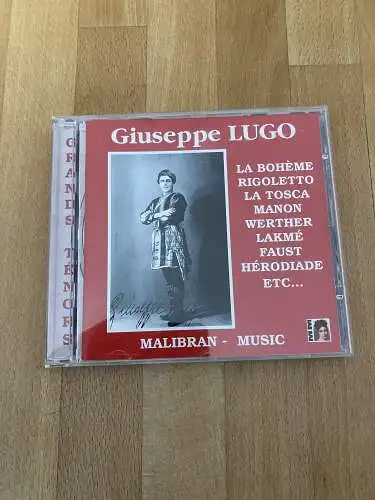 Giuseppe LUGO
LA BOHÈME
RIGOLETTO
LA TOSCA
MANON
WERTHER
LAKMÉ
FAUST
HÉRODIADE
ETC...
MALIBRAN - MUSIC
GRANDS TÉNORS